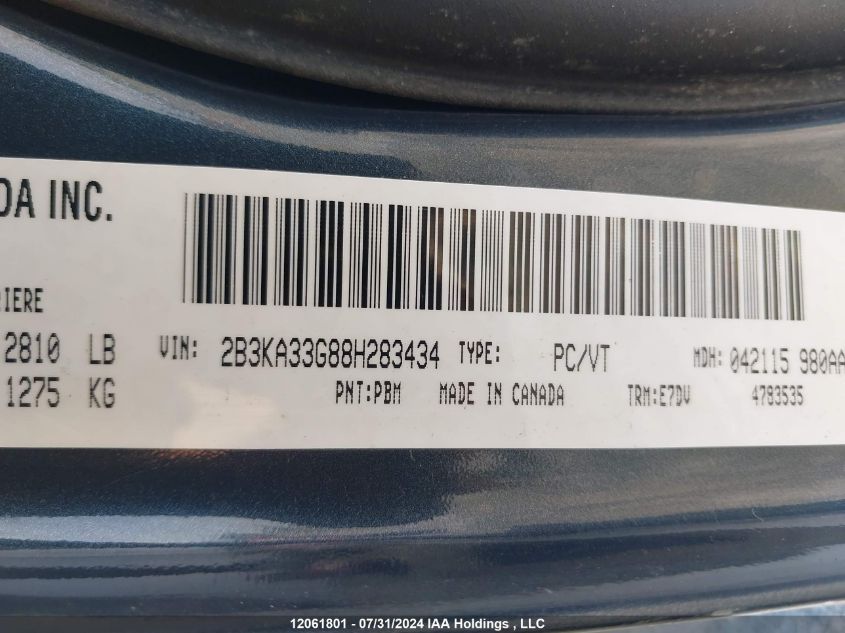 DA INC.
IERE
2810 LB VIN: 2B3KA33G88H283434 TYPE: PC/VT MDH: 042115 980AA
1275 KG PNT:PBM MADE IN CANADA TRM:E7DV 4793535
12061801 - 07/31/2024 IAA Holdings , LLC